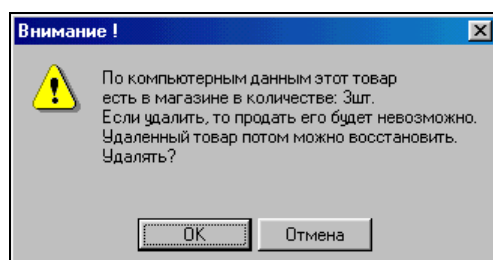 Внимание !
По компьютерным данным этот товар
есть в магазине в количестве: 3шт.
Если удалить, то продать его будет невозможно.
Удаленный товар потом можно восстановить.
Удалять?
OK
Отмена